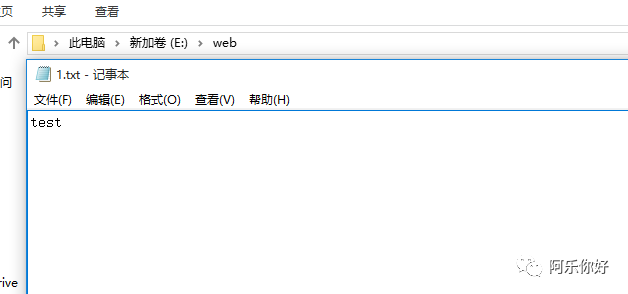 页 共享 查看
此电脑 新加卷 (E:) web
问
1.txt - 记事本
文件(F) 编辑(E) 格式(O) 查看(V) 帮助(H)
test
阿乐你好
rive